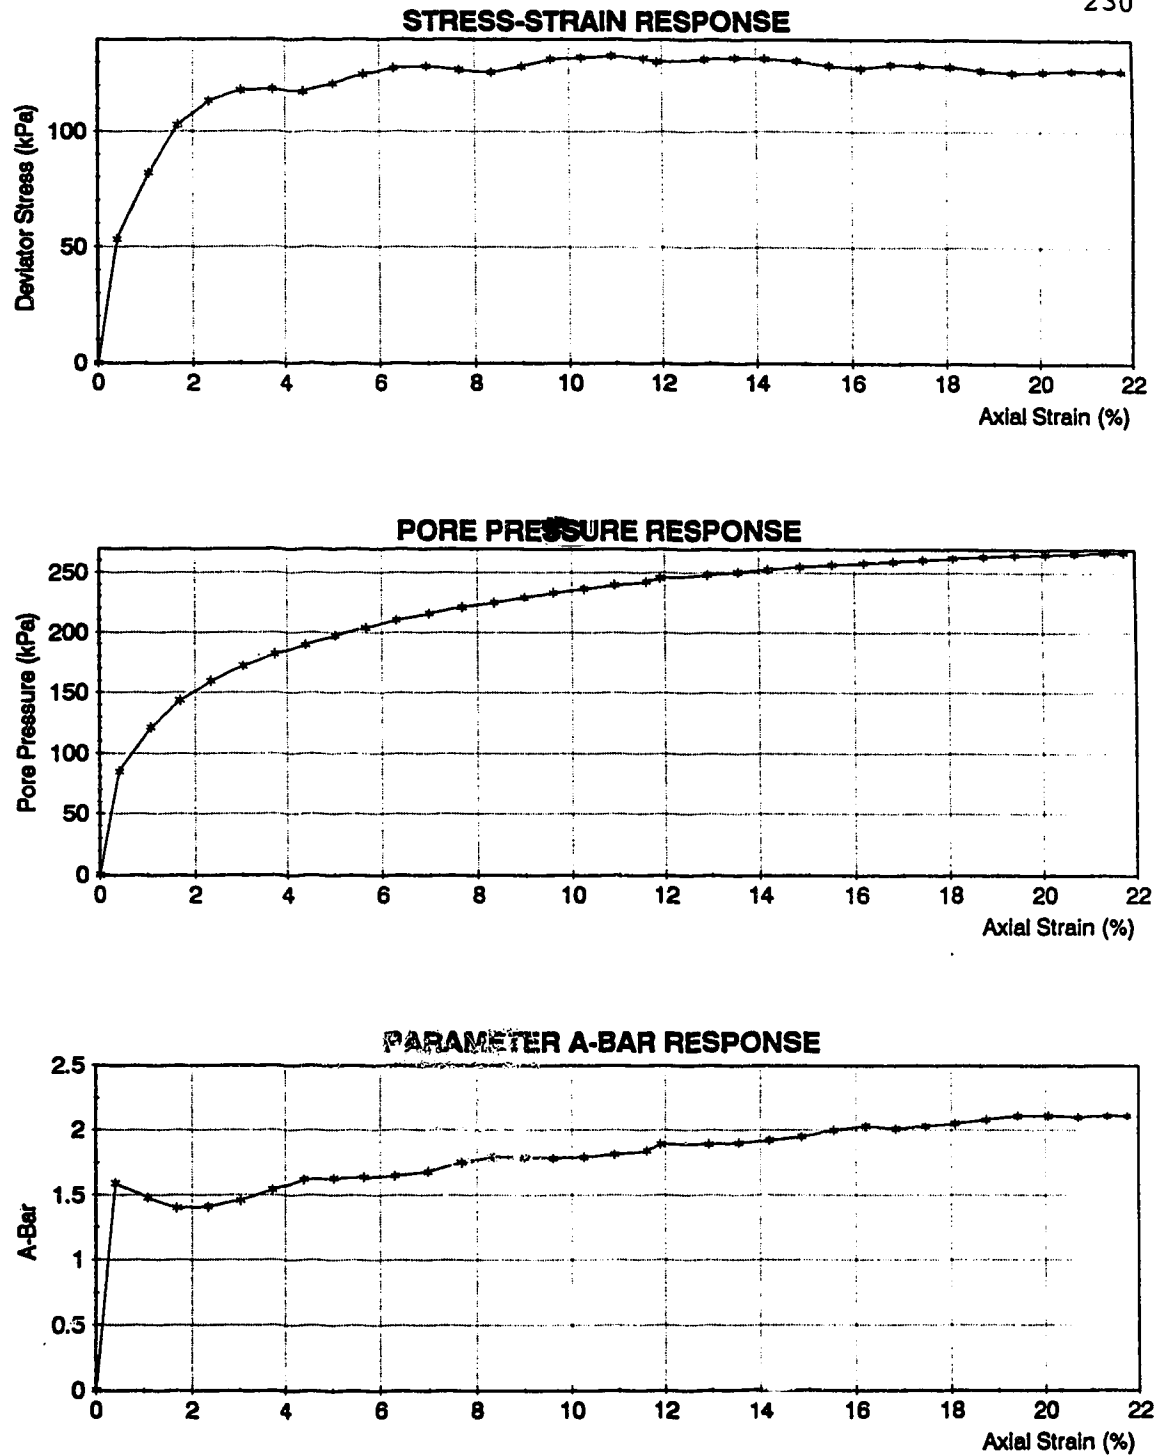 230
STRESS-STRAIN RESPONSE
Deviator Stress (kPa)
100
50
0
0 2 4 6 8 10 12 14 16 18 20 22
Axial Strain (%)
PORE PRESSURE RESPONSE
Pore Pressure (kPa)
250
200
150
100
50
0
0 2 4 6 8 10 12 14 16 18 20 22
Axial Strain (%)
PARAMETER A-BAR RESPONSE
A-Bar
2.5
2
1.5
1
0.5
0
0 2 4 6 8 10 12 14 16 18 20 22
Axial Strain (%)